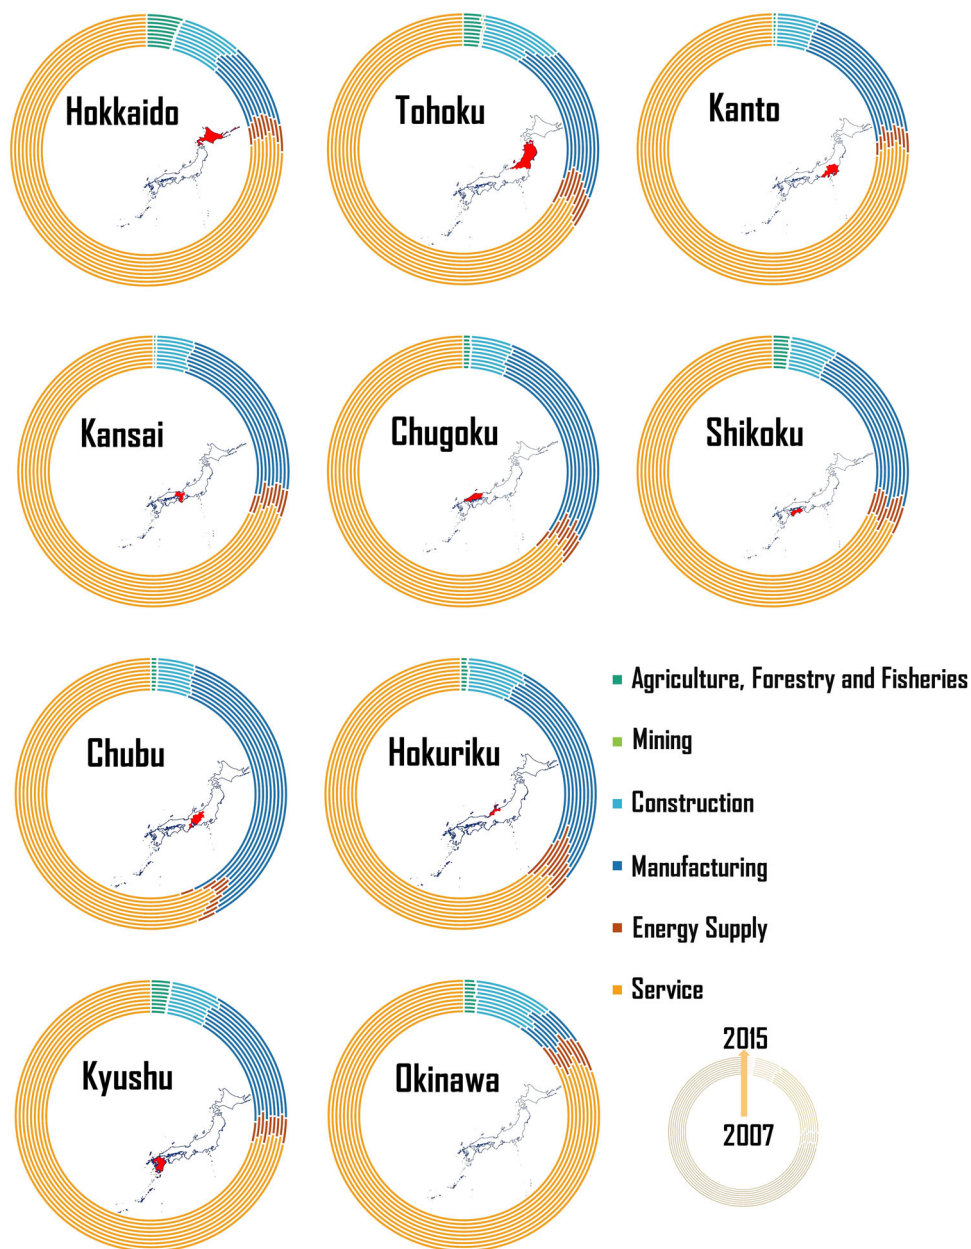 Hokkaido
Tohoku
Kanto
Kansai
Chugoku
Shikoku
Chubu
Hokuriku
Agriculture, Forestry and Fisheries
Mining
Construction
Manufacturing
Energy Supply
Service
Kyushu
Okinawa
2015
2007